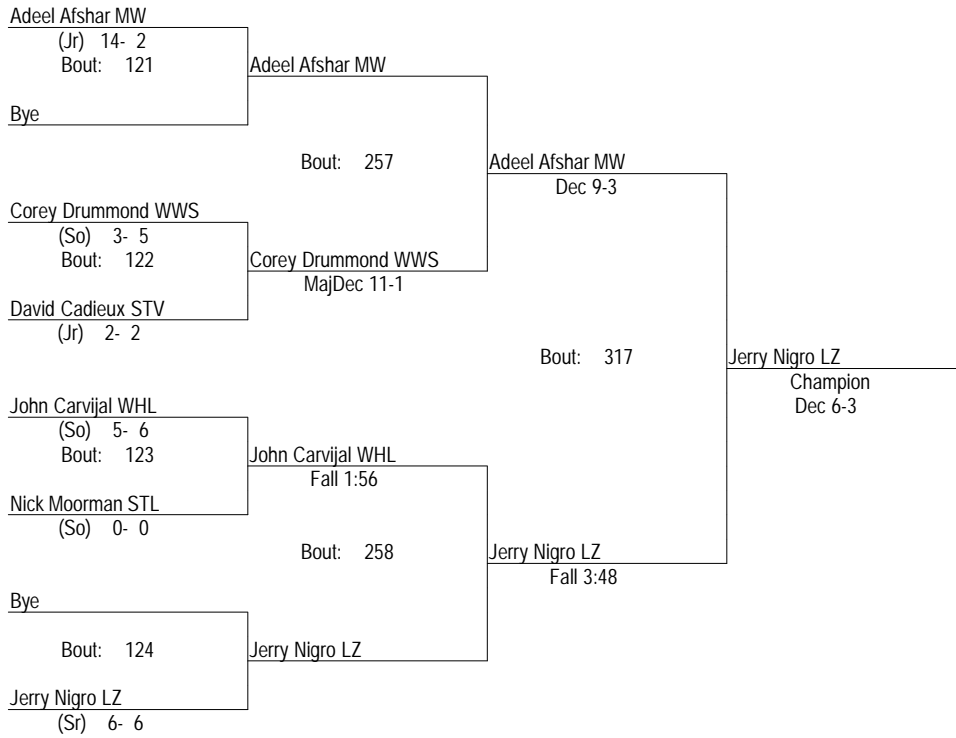 Adeel Afshar MW
(Jr) 14- 2
Bout: 121
Adeel Afshar MW
Bye
Bout: 257
Adeel Afshar MW
Dec 9-3
Corey Drummond WWS
(So) 3- 5
Bout: 122
Corey Drummond WWS
MajDec 11-1
David Cadieux STV
(Jr) 2- 2
Bout: 317
Jerry Nigro LZ
Champion
Dec 6-3
John Carvijal WHL
(So) 5- 6
Bout: 123
John Carvijal WHL
Fall 1:56
Nick Moorman STL
(So) 0- 0
Bout: 258
Jerry Nigro LZ
Fall 3:48
Bye
Bout: 124
Jerry Nigro LZ
Jerry Nigro LZ
(Sr) 6- 6